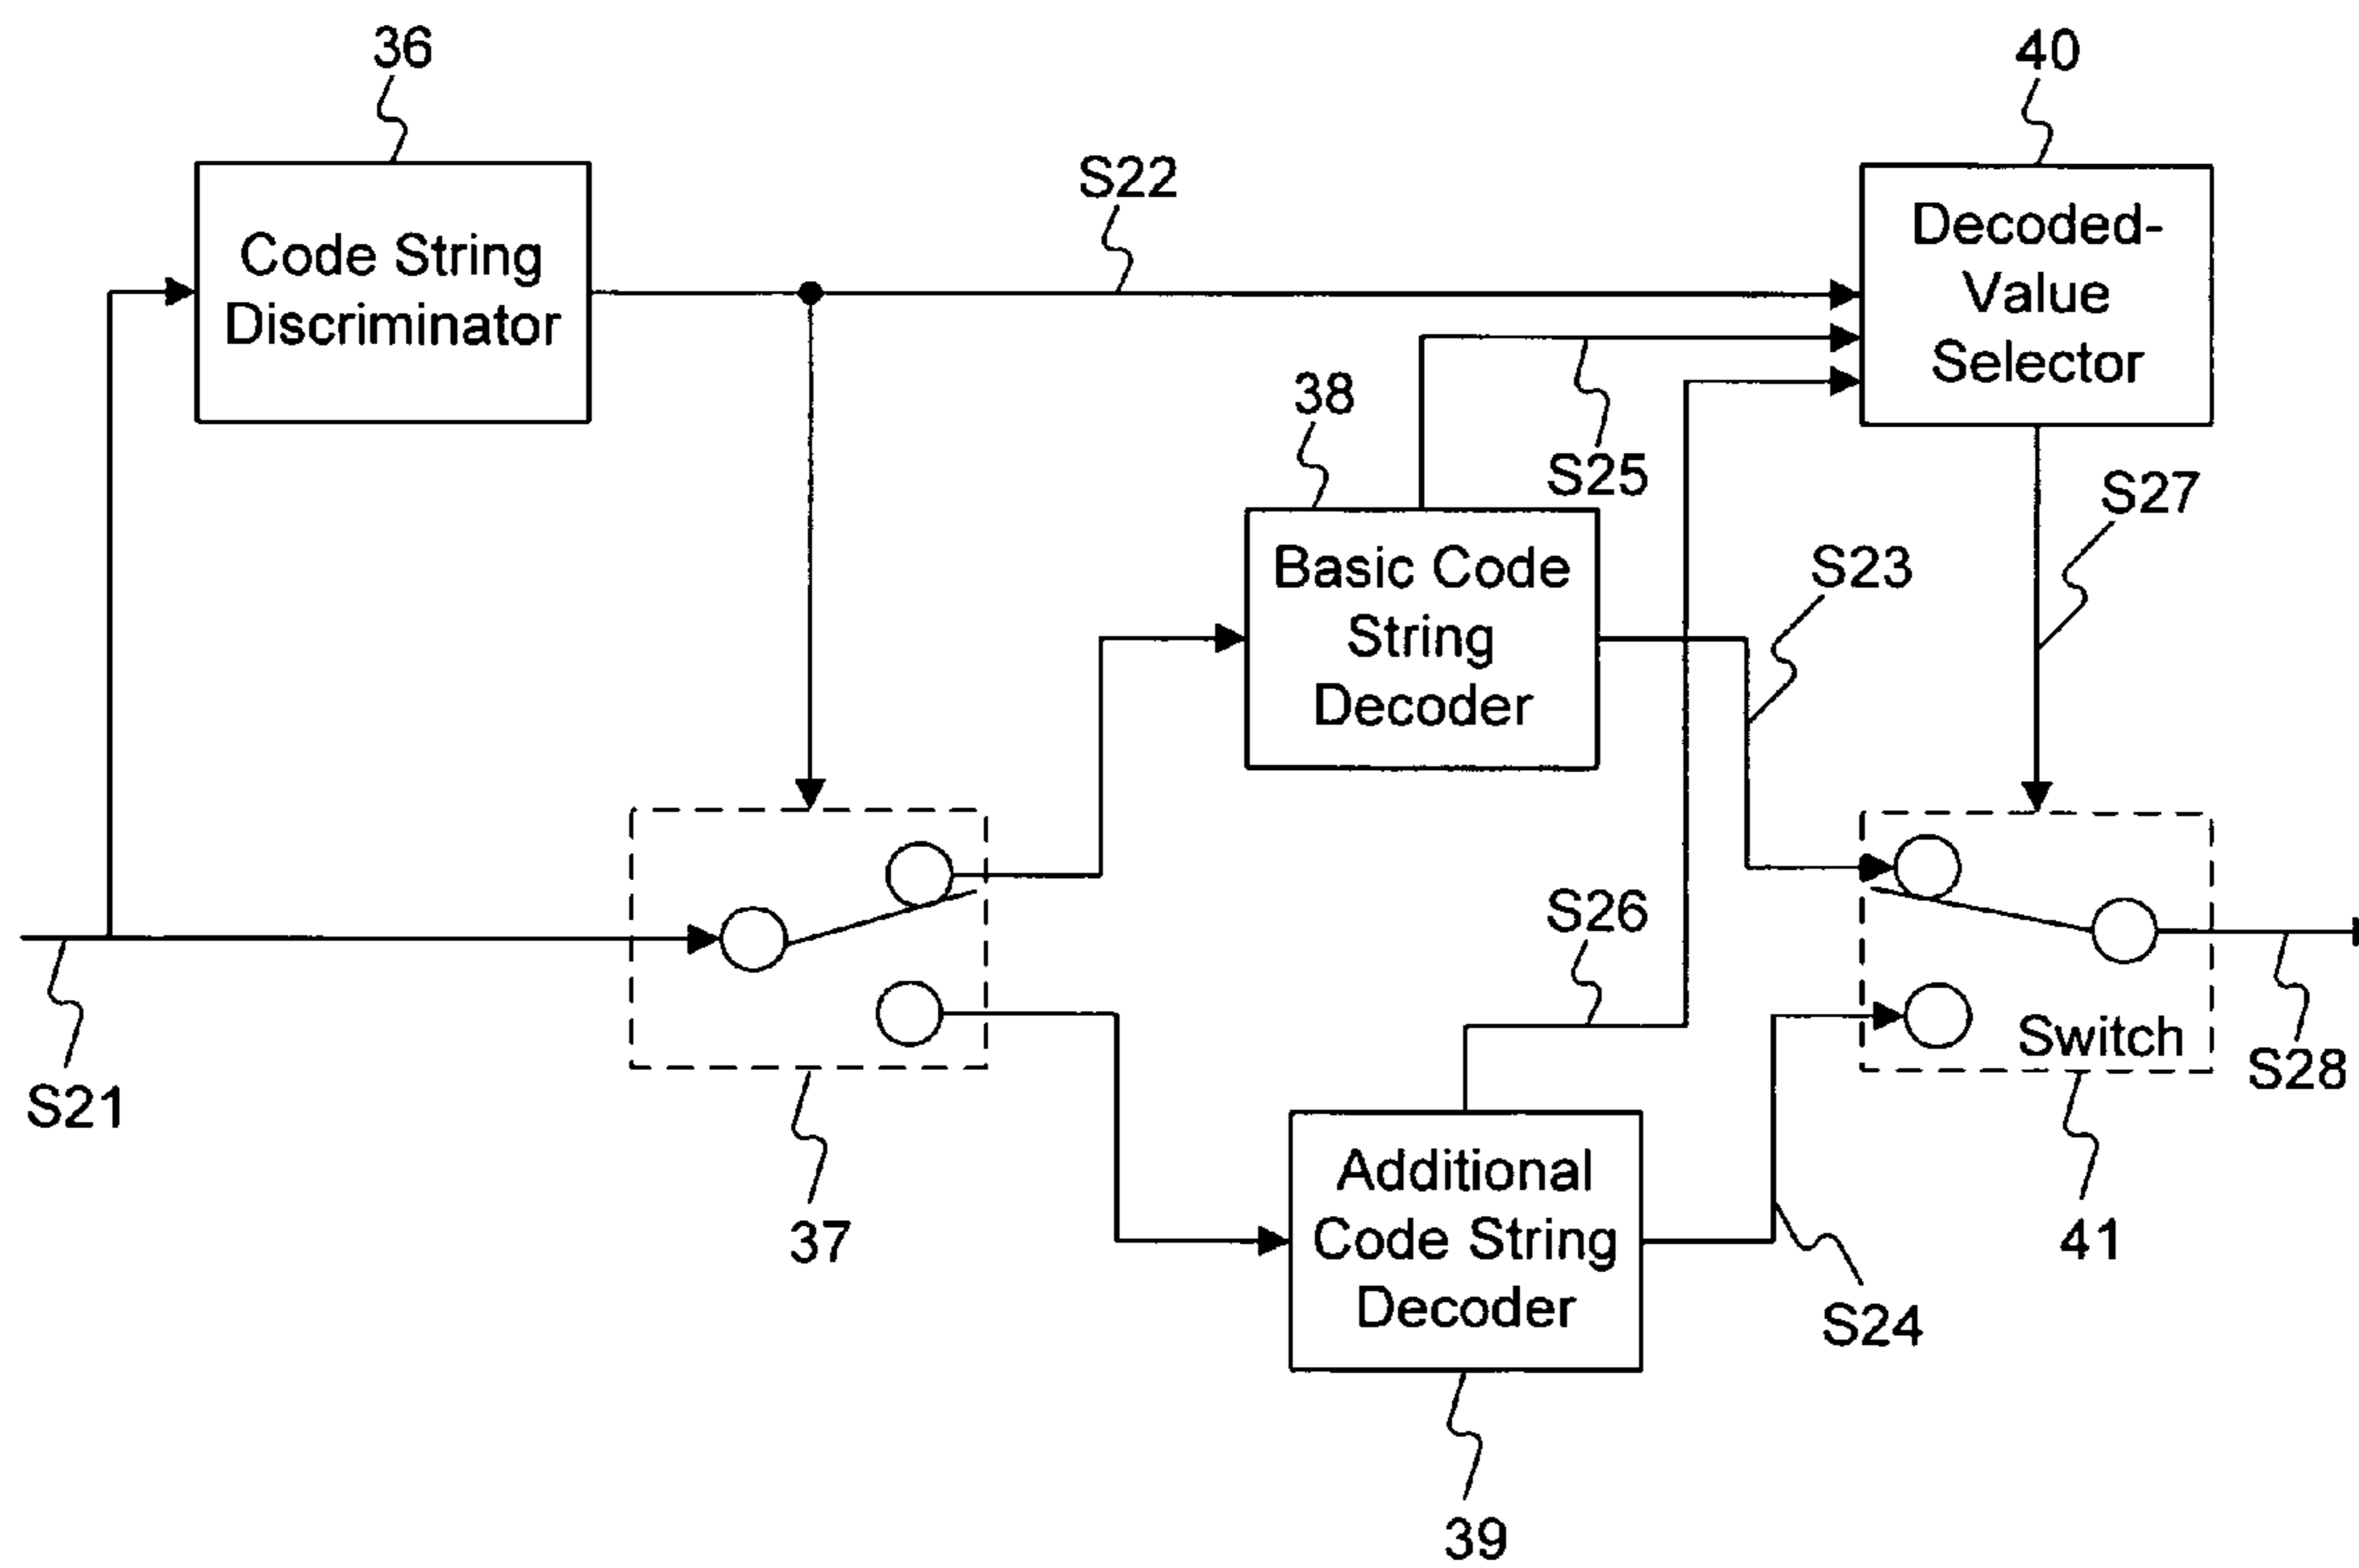 36
40
S22
Code String
Discriminator
Decoded-
Value
Selector
38
S25
S27
Basic Code
String
Decoder
S23
S26
S21
Switch
S28
37
Additional
Code String
Decoder
41
S24
39